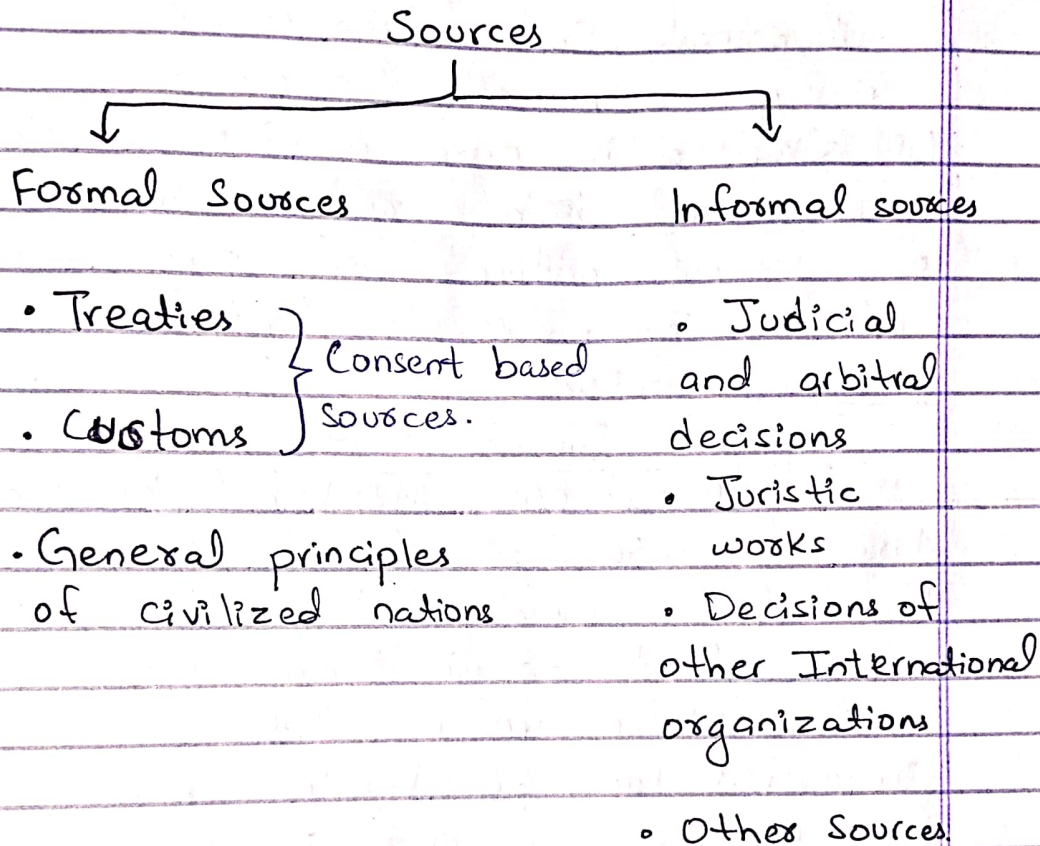 Sources
Formal Sources
• Treaties
• Customs
Consent based
sources.
• General principles
of civilized nations
Informal sources
• Judicial
and arbitral
decisions
• Juristic
works
• Decisions of
other International
organizations
• Other Sources.